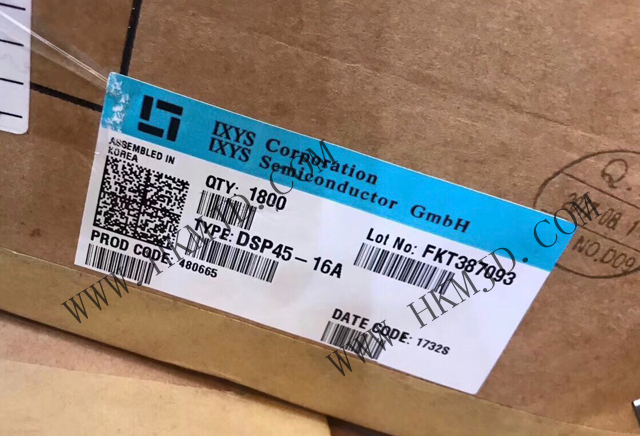 IXYS Corporation
IXYS Semiconductor GmbH
ASSEMBLED IN
KOREA
QTY: 1800
TYPE: DSP45-16A
Lot No: FKT387093
PROD CODE: 480665
DATE CODE: 1732S
WWW.HKMJD.COM
WWW.HKMJD.COM
Q.
NO.D09